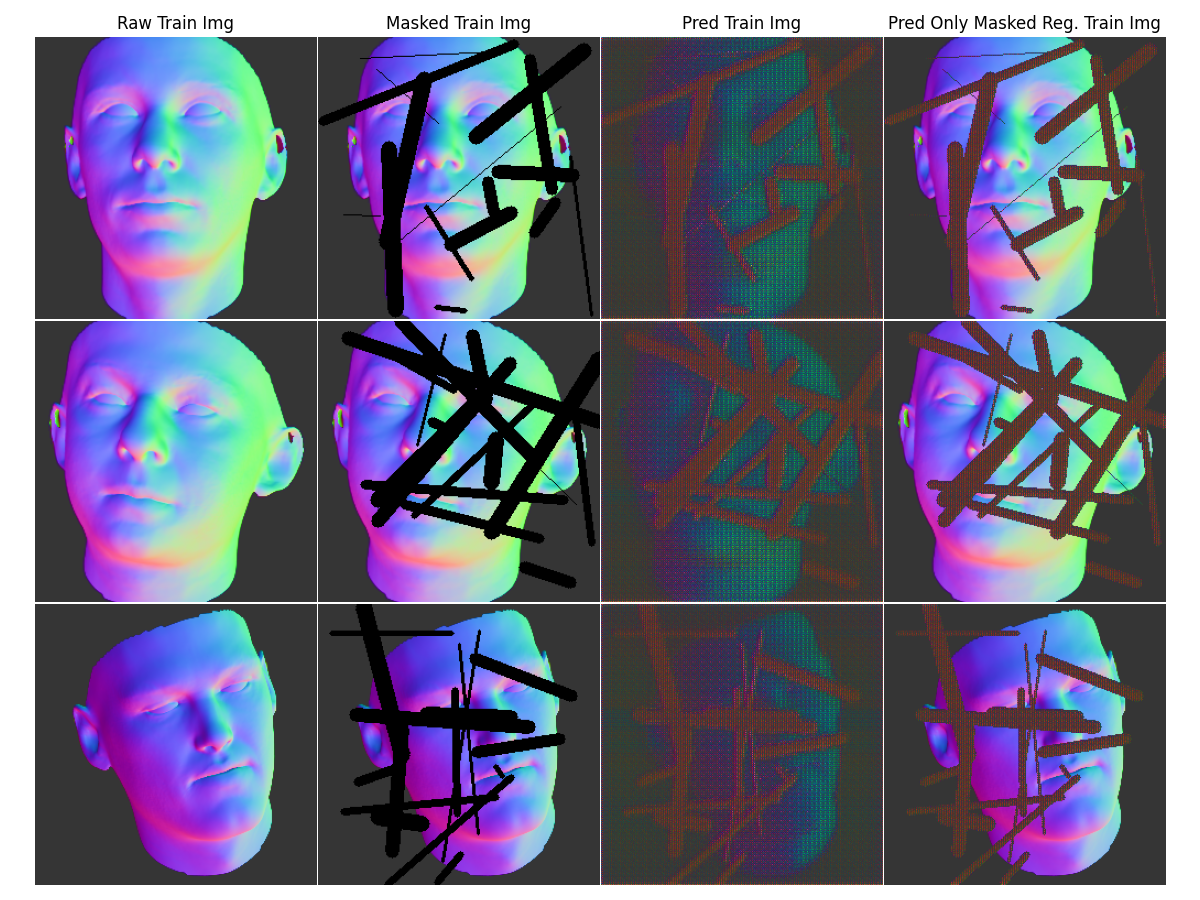 Raw Train Img
Masked Train Img
Pred Train Img
Pred Only Masked Reg. Train Img